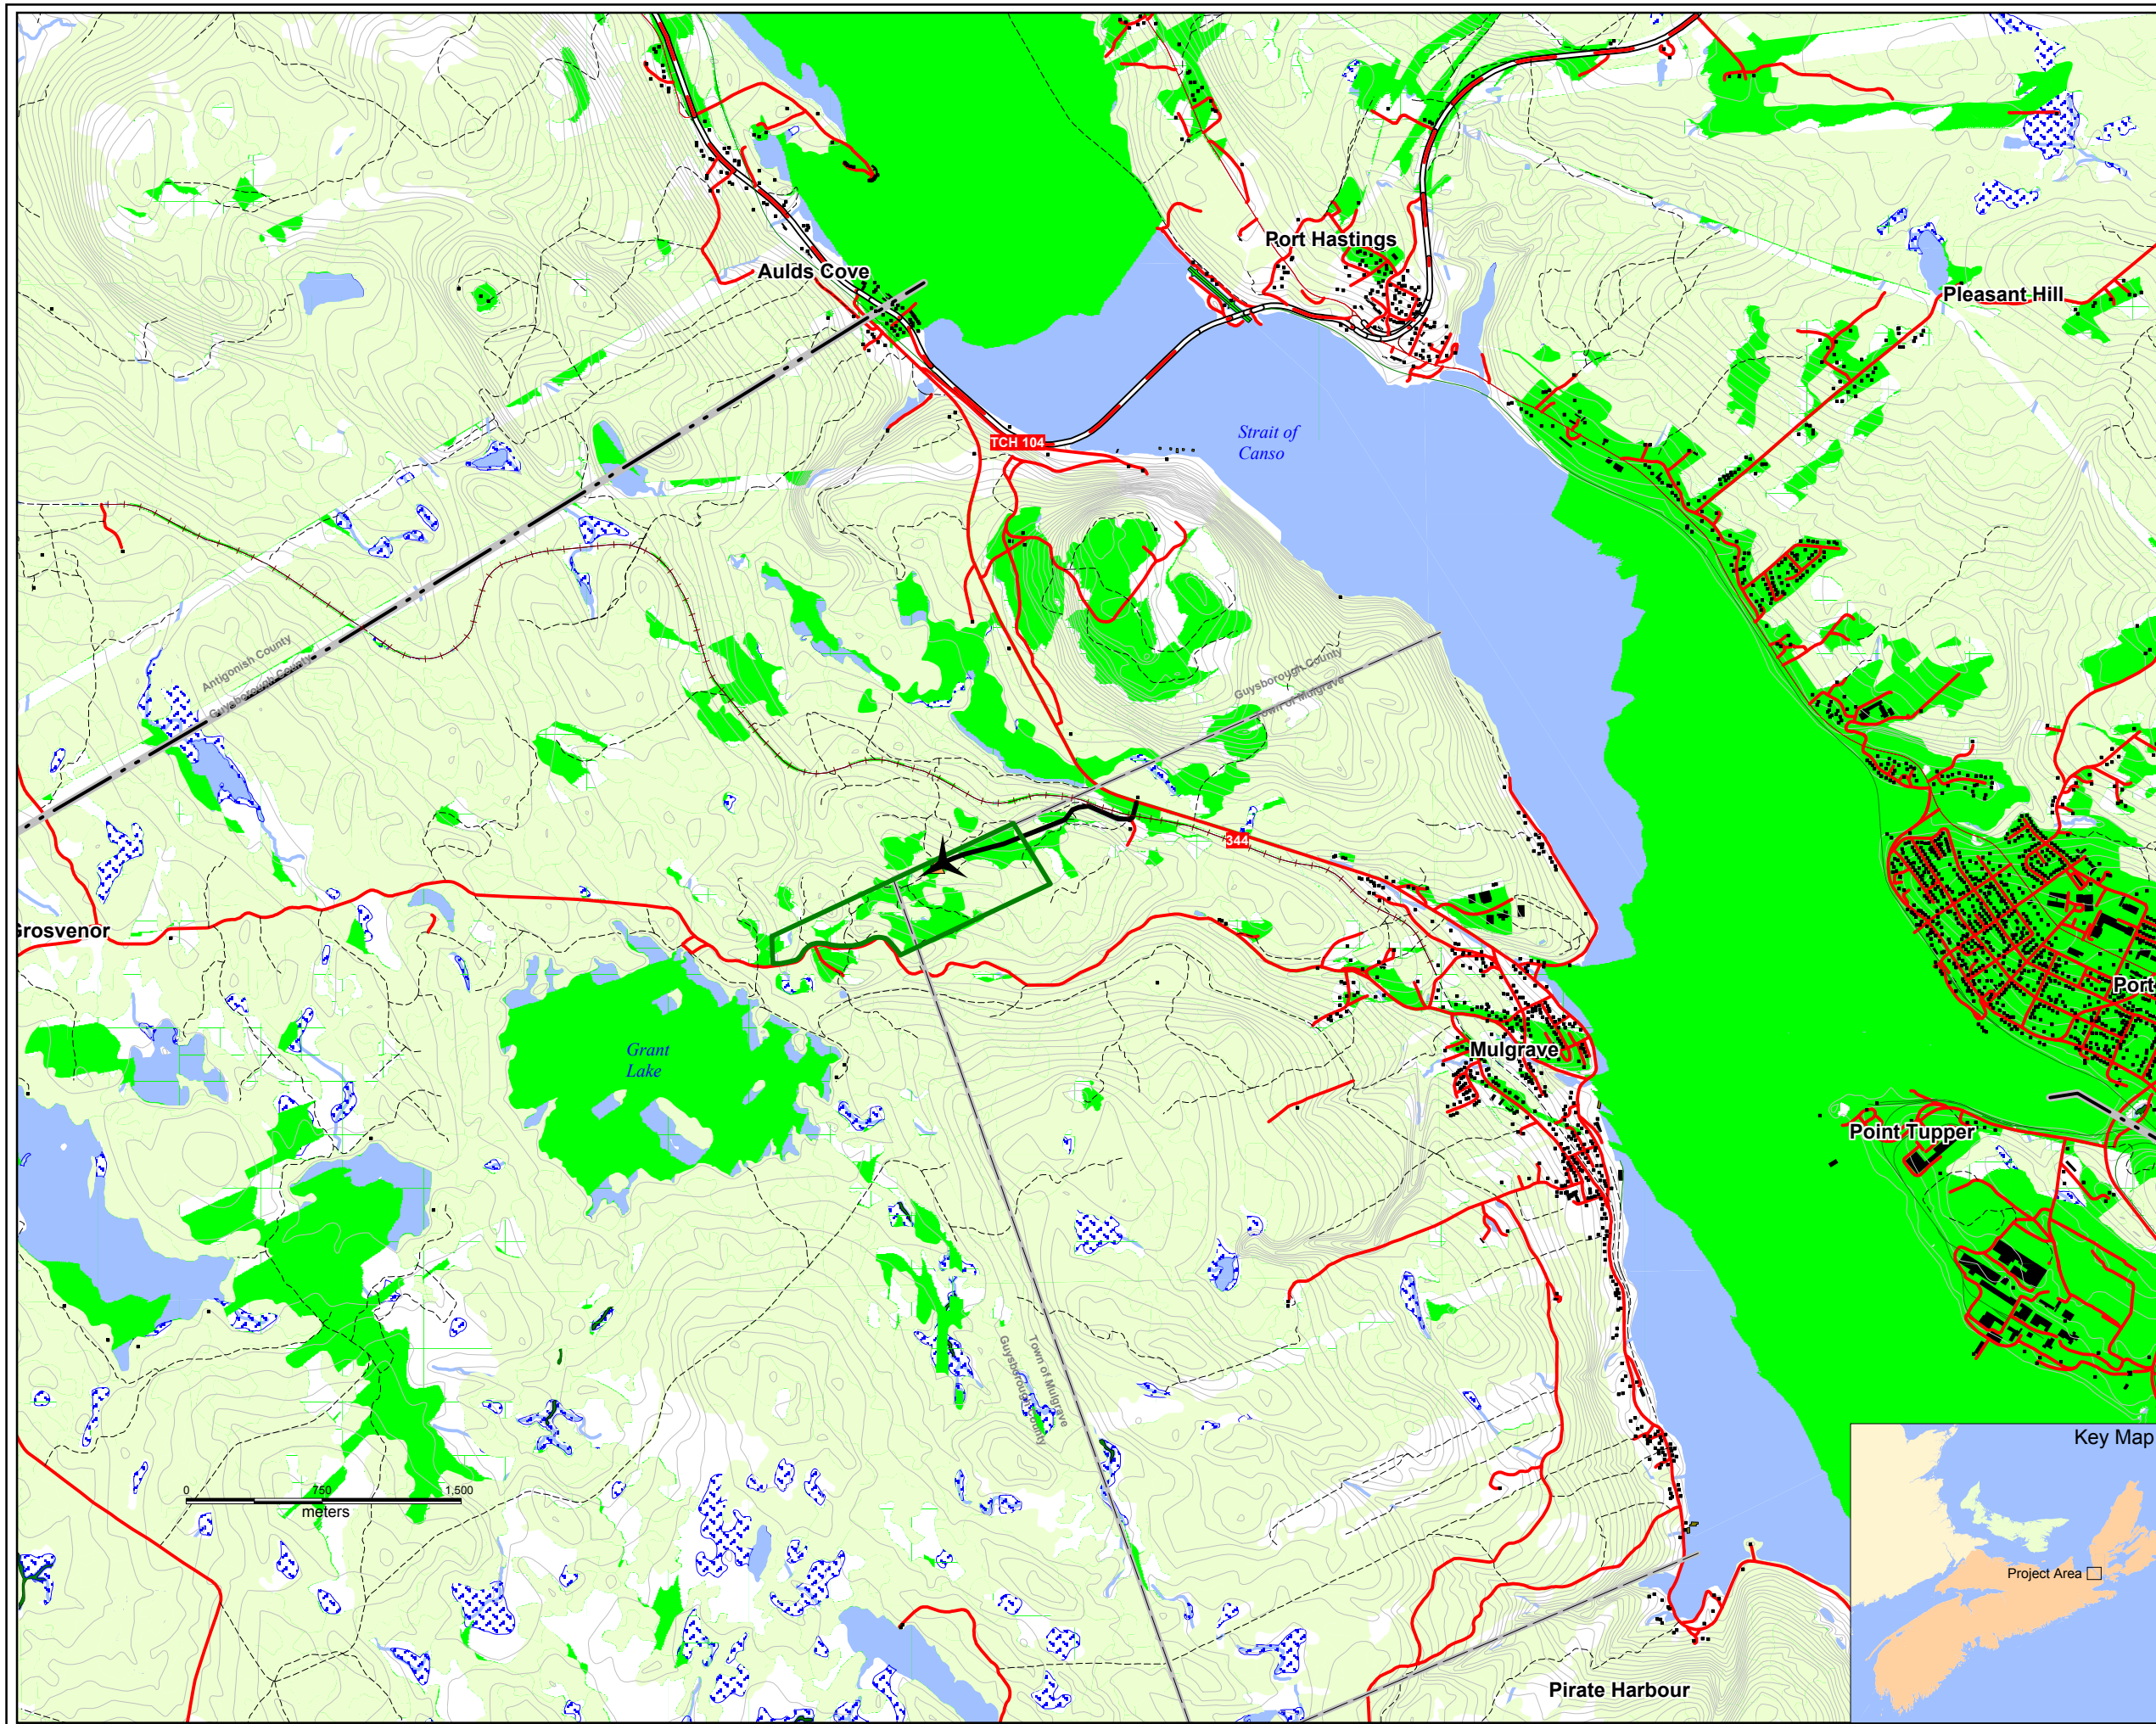 Port Hastings
Aulds Cove
Pleasant Hill
TCH 104
Strait of
Canso
Antigonish County
Guysborough County
Guysborough County
Town of Mulgrave
344
Grosvenor
Port
Grant
Lake
Mulgrave
Point Tupper
Town of Mulgrave
Guysborough County
Key Map
0 750 1,500
meters
Project Area
Pirate Harbour